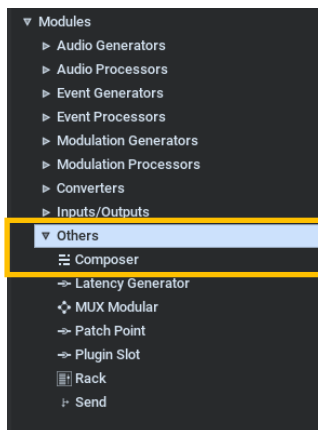 Modules
Audio Generators
Audio Processors
Event Generators
Event Processors
Modulation Generators
Modulation Processors
Converters
Inputs/Outputs
Others
Composer
Latency Generator
MUX Modular
Patch Point
Plugin Slot
Rack
Send